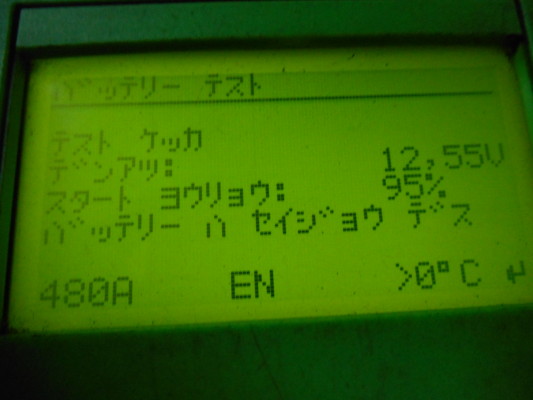 バッテリー テスト
テスト ケッカ
デンアツ: 12,55V
スタート ヨウリョウ: 95%
バッテリー ハ セイジョウ デス
480A EN >0°C ↵